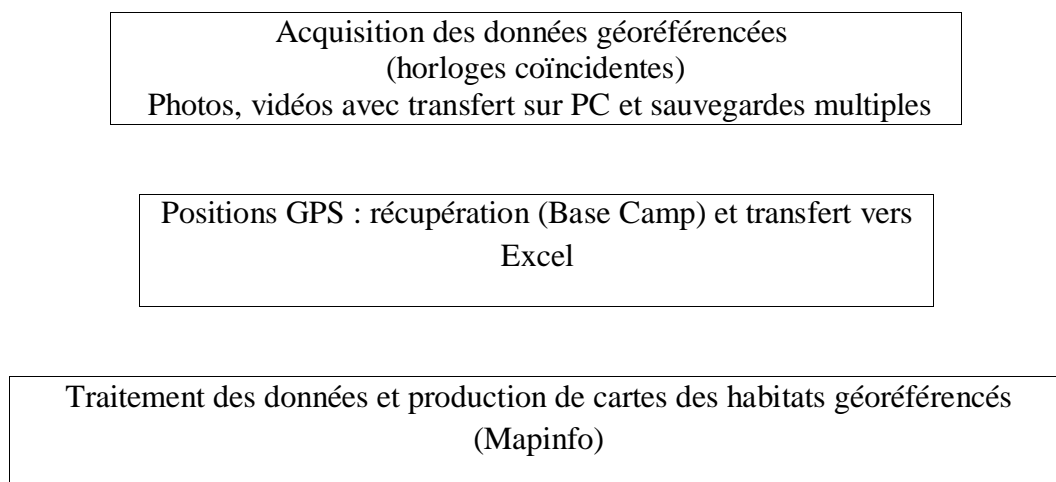 Acquisition des données géoréférencées
(horloges coïncidentes)
Photos, vidéos avec transfert sur PC et sauvegardes multiples
Positions GPS : récupération (Base Camp) et transfert vers
Excel
Traitement des données et production de cartes des habitats géoréférencés
(Mapinfo)